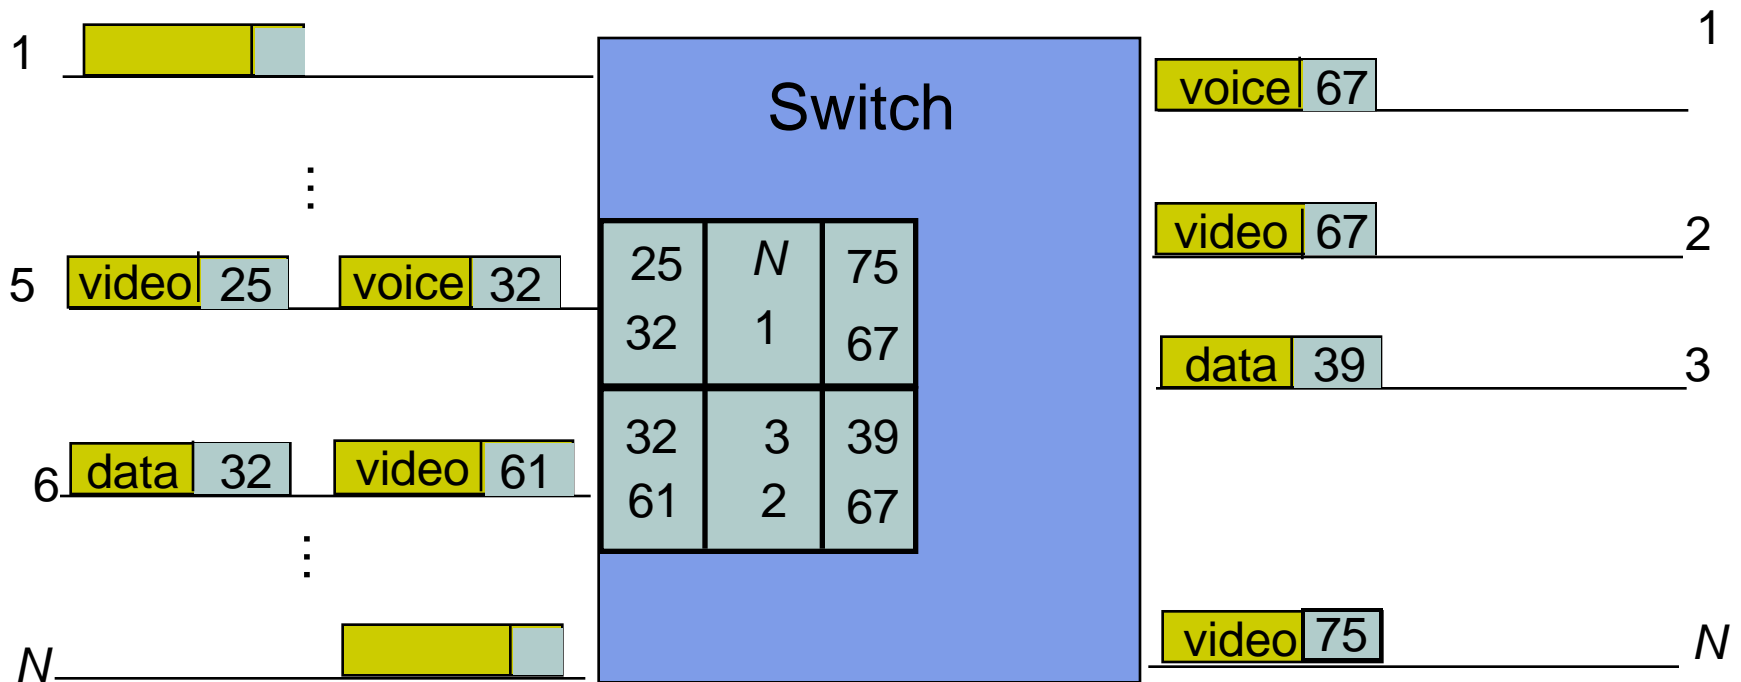 1
Switch
1
voice 67
⋮
video 67
2
5
video 25
voice 32
25 N 75
32 1 67
data 39
3
6
data 32
video 61
32 3 39
61 2 67
⋮
N
video 75
N